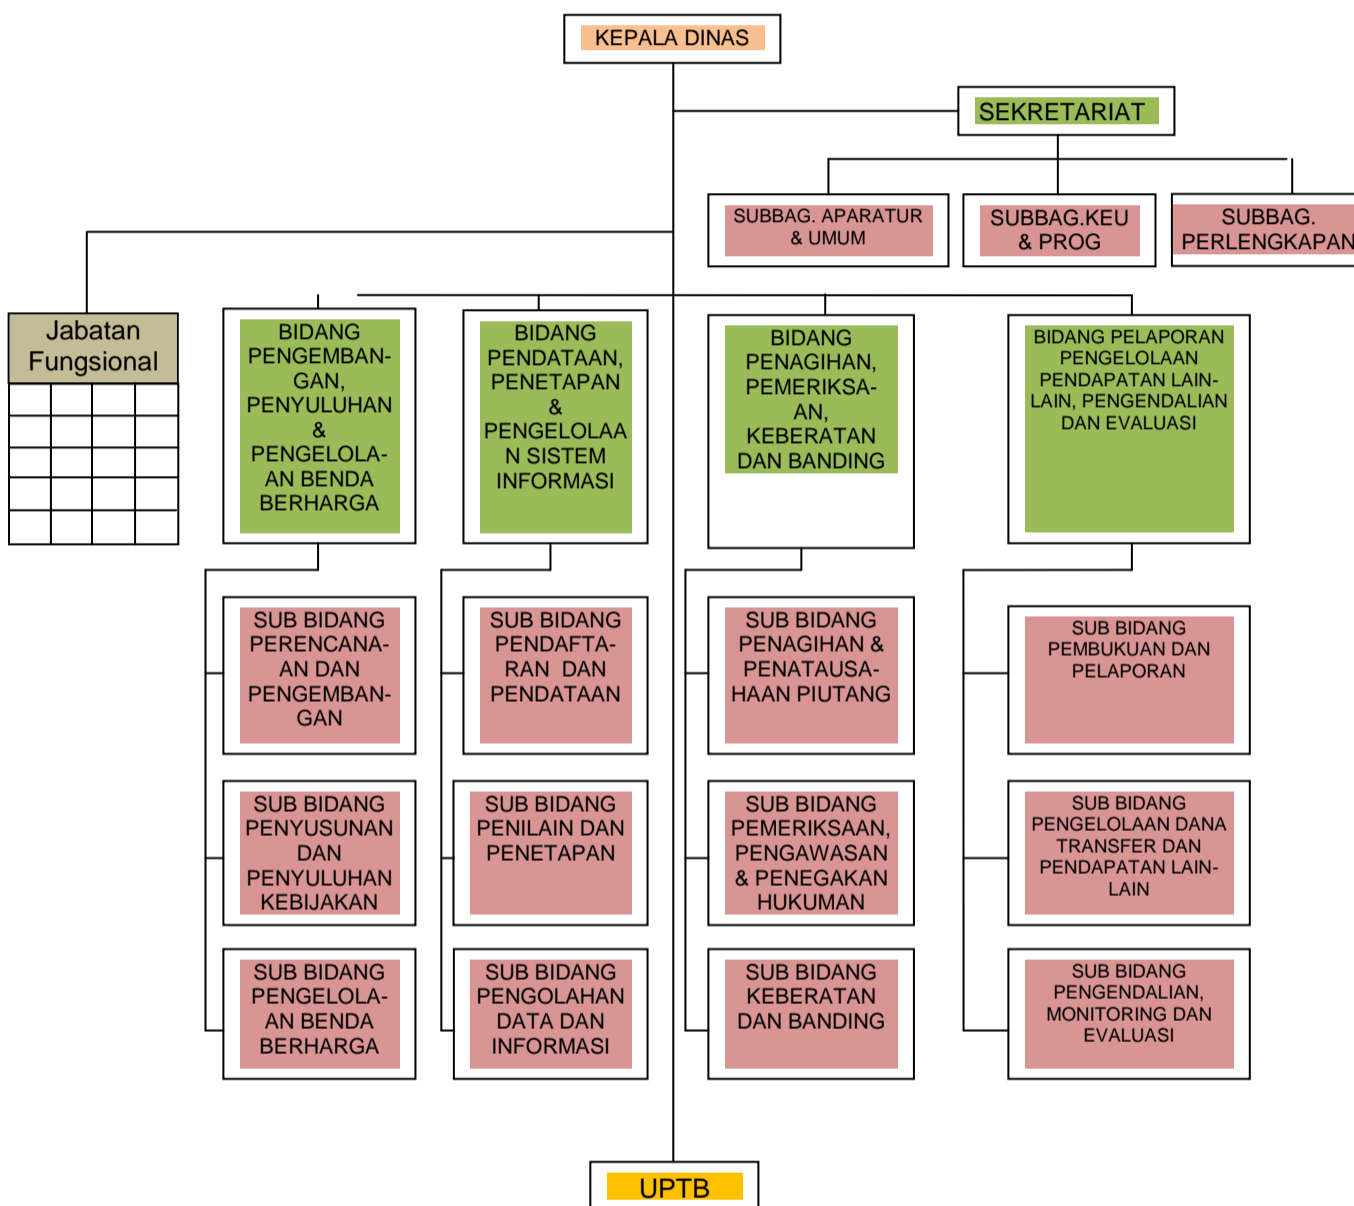 KEPALA DINAS
SEKRETARIAT
SUBBAG. APARATUR
& UMUM
SUBBAG.KEU
& PROG
SUBBAG.
PERLENGKAPAN
Jabatan
Fungsional
BIDANG
PENGEMBAN-
GAN,
PENYULUHAN
&
PENGELOLA-
AN BENDA
BERHARGA
BIDANG
PENDATAAN,
PENETAPAN
&
PENGELOLAA
N SISTEM
INFORMASI
BIDANG
PENAGIHAN,
PEMERIKSA-
AN,
KEBERATAN
DAN BANDING
BIDANG PELAPORAN
PENGELOLAAN
PENDAPATAN LAIN-
LAIN, PENGENDALIAN
DAN EVALUASI
SUB BIDANG
PERENCANA-
AN DAN
PENGEMBAN-
GAN
SUB BIDANG
PENDAFTA-
RAN DAN
PENDATAAN
SUB BIDANG
PENAGIHAN &
PENATAUSA-
HAAN PIUTANG
SUB BIDANG
PEMBUKUAN DAN
PELAPORAN
SUB BIDANG
PENYUSUNAN
DAN
PENYULUHAN
KEBIJAKAN
SUB BIDANG
PENILAIN DAN
PENETAPAN
SUB BIDANG
PEMERIKSAAN,
PENGAWASAN
& PENEGAKAN
HUKUMAN
SUB BIDANG
PENGELOLAAN DANA
TRANSFER DAN
PENDAPATAN LAIN-
LAIN
SUB BIDANG
PENGELOLA-
AN BENDA
BERHARGA
SUB BIDANG
PENGOLAHAN
DATA DAN
INFORMASI
SUB BIDANG
KEBERATAN
DAN BANDING
SUB BIDANG
PENGENDALIAN,
MONITORING DAN
EVALUASI
UPTB